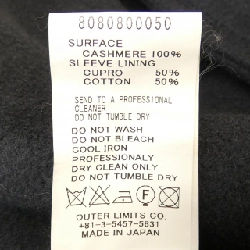 8080800050
SURFACE
CASHMERE 100%
SLEEVE LINING
CUPRO 50%
COTTON 50%
SEND TO A PROFESSIONAL
CLEANER
DO NOT TUMBLE DRY
DO NOT WASH
DO NOT BLEACH
COOL IRON
PROFESSIONALY
DRY CLEAN ONLY
DO NOT TUMBLE DRY
OUTER LIMITS CO.
+81-3-5457-5631
MADE IN JAPAN